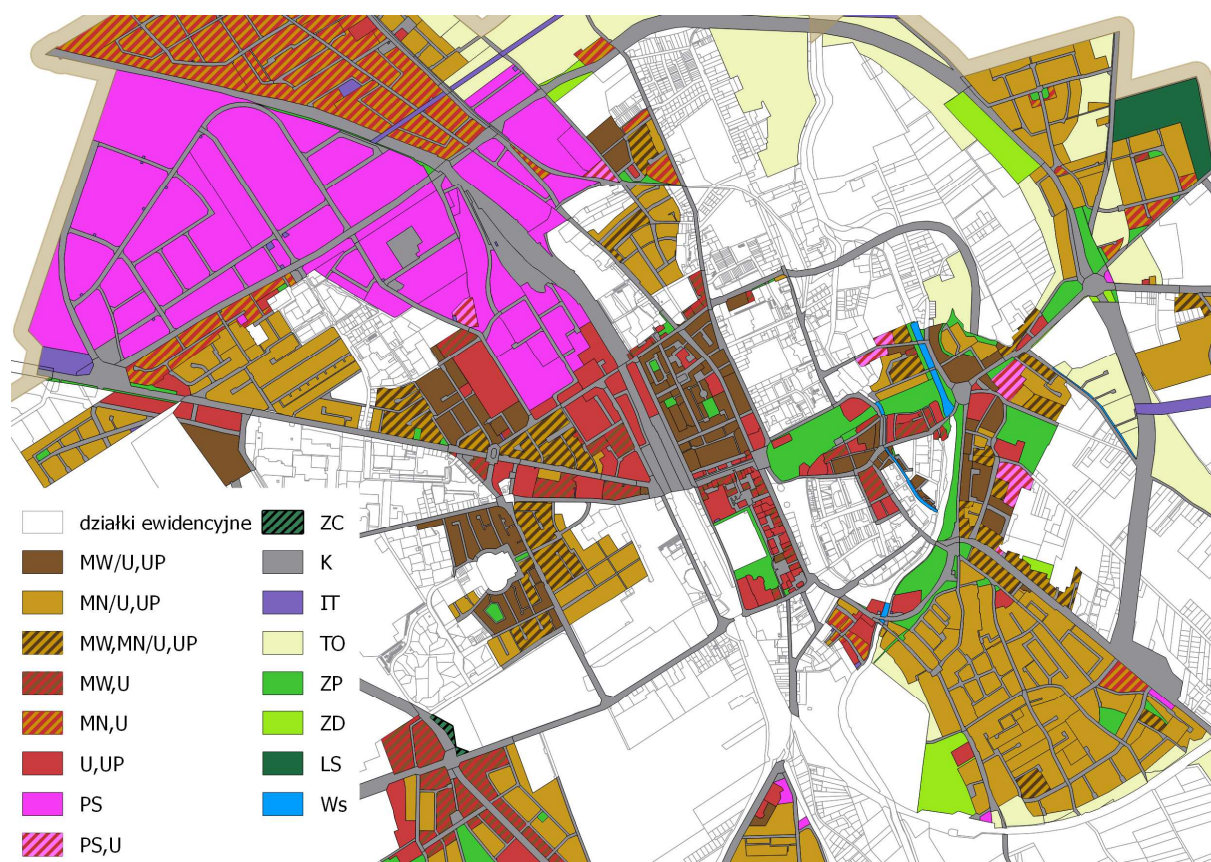 działki ewidencyjne
MW/U,UP
MN/U,UP
MW,MN/U,UP
MW,U
MN,U
U,UP
PS
PS,U
ZC
K
IT
TO
ZP
ZD
LS
Ws